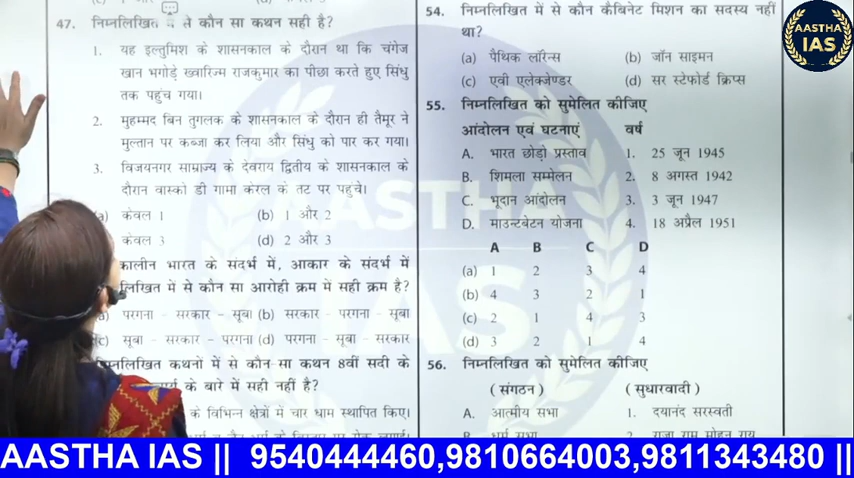 47. निम्नलिखित में से कौन सा कथन सही है?
1. यह इल्तुमिश के शासनकाल के दौरान था कि चंगेज
खान भगोड़े ख्वारिज्म राजकुमार का पीछा करते हुए सिंधु
तक पहुंच गया।
2. मुहम्मद बिन तुगलक के शासनकाल के दौरान ही तैमूर ने
मुल्तान पर कब्जा कर लिया और सिंधु को पार कर गया।
3. विजयनगर साम्राज्य के देवराय द्वितीय के शासनकाल के
दौरान वास्को डी गामा केरल के तट पर पहुंचे।
केवल 1 (b) 1 और 2
केवल 3 (d) 2 और 3
कालीन भारत के संदर्भ में, आकार के संदर्भ में
लिखित में से कौन सा आरोही क्रम में सही क्रम है?
परगना - सरकार - सूबा (b) सरकार - परगना - सूबा
(c) सूबा - सरकार - परगना (d) परगना - सूबा - सरकार
म्नलिखित कथनों में से कौन-सा कथन 8वीं सदी के
के बारे में सही नहीं है?
के विभिन्न क्षेत्रों में चार धाम स्थापित किए।
54. निम्नलिखित में से कौन कैबिनेट मिशन का सदस्य नहीं
था?
(a) पैथिक लॉरेन्स (b) जॉन साइमन
(c) एवी एलेक्जेण्डर (d) सर स्टेफोर्ड क्रिप्स
55. निम्नलिखित को सुमेलित कीजिए
आंदोलन एवं घटनाएं वर्ष
A. भारत छोड़ो प्रस्ताव 1. 25 जून 1945
B. शिमला सम्मेलन 2. 8 अगस्त 1942
C. भूदान आंदोलन 3. 3 जून 1947
D. माउन्टबेटन योजना 4. 18 अप्रैल 1951
A B C D
(a) 1 2 3 4
(b) 4 3 2 1
(c) 2 1 4 3
(d) 3 2 1 4
56. निम्नलिखित को सुमेलित कीजिए
(संगठन) (सुधारवादी)
A. आत्मीय सभा 1. दयानंद सरस्वती
2. राजा राम मोहन राय
AASTHA
IAS
AASTHA
IAS
AASTHA IAS || 9540444460,9810664003,9811343480 ||